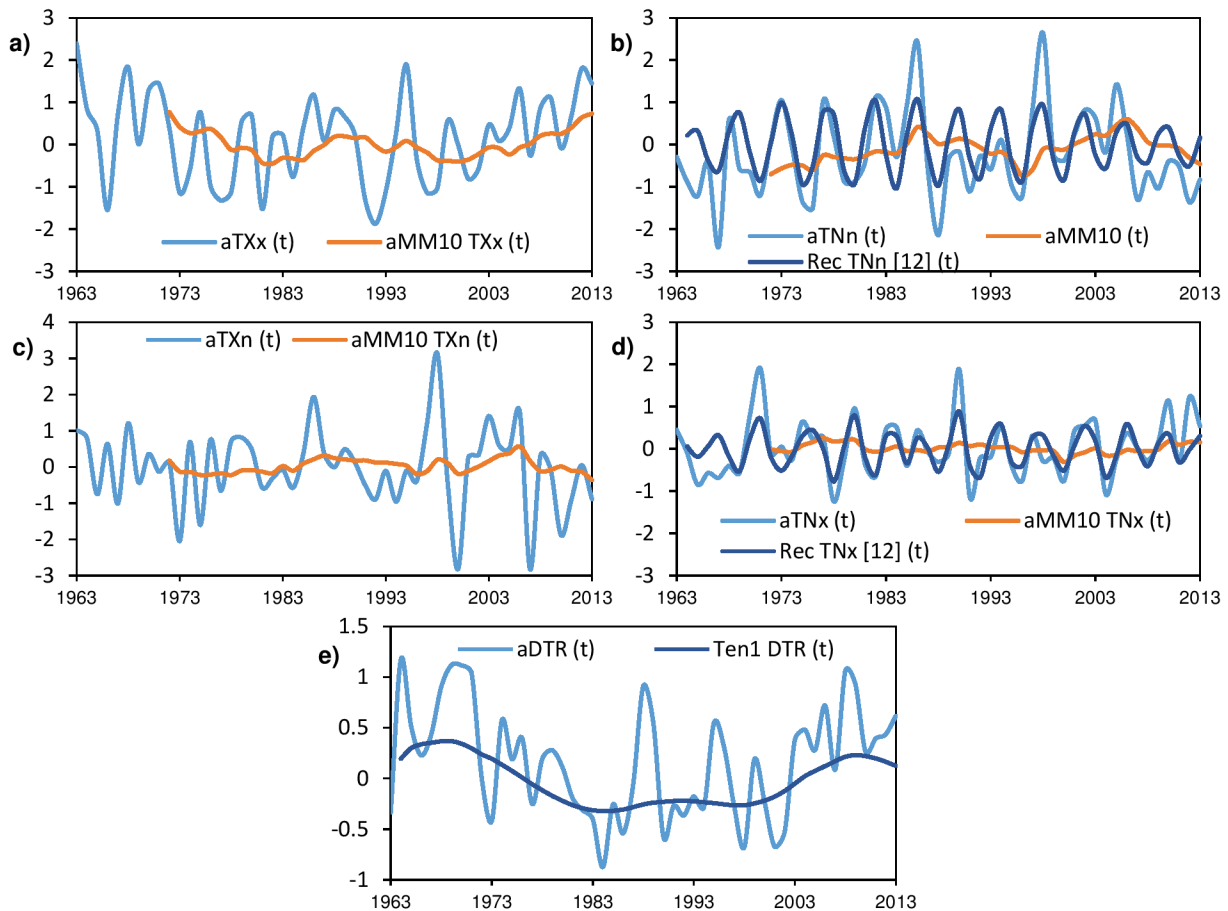 a)
3
2
1
0
-1
-2
-3
aTXx (t) aMM10 TXx (t)
1963 1973 1983 1993 2003 2013
b)
3
2
1
0
-1
-2
-3
aTNn (t) aMM10 (t)
Rec TNn [12] (t)
1963 1973 1983 1993 2003 2013
c)
4
3
2
1
0
-1
-2
-3
aTXn (t) aMM10 TXn (t)
1963 1973 1983 1993 2003 2013
d)
3
2
1
0
-1
-2
-3
aTNx (t) aMM10 TNx (t)
Rec TNx [12] (t)
1963 1973 1983 1993 2003 2013
e)
1.5
1
0.5
0
-0.5
-1
aDTR (t) Ten1 DTR (t)
1963 1973 1983 1993 2003 2013